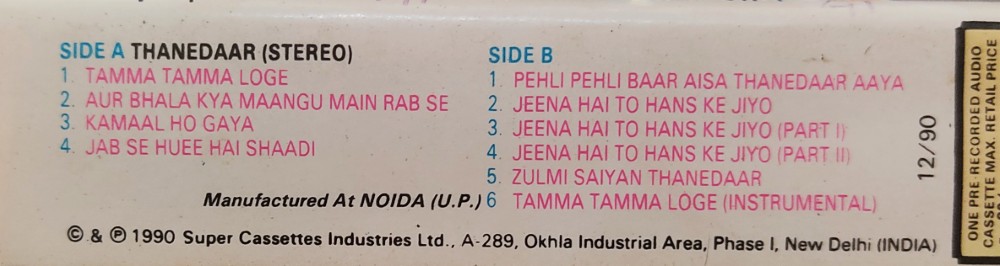 SIDE A THANEDAAR (STEREO)
1. TAMMA TAMMA LOGE
2. AUR BHALA KYA MAANGU MAIN RAB SE
3. KAMAAL HO GAYA
4. JAB SE HUEE HAI SHAADI
SIDE B
1. PEHLI PEHLI BAAR AISA THANEDAAR AAYA
2. JEENA HAI TO HANS KE JIYO
3. JEENA HAI TO HANS KE JIYO (PART I)
4. JEENA HAI TO HANS KE JIYO (PART II)
5. ZULMI SAIYAN THANEDAAR
6 TAMMA TAMMA LOGE (INSTRUMENTAL)
Manufactured At NOIDA (U.P.)
© & ℗ 1990 Super Cassettes Industries Ltd., A-289, Okhla Industrial Area, Phase I, New Delhi (INDIA)
12/90
ONE PRE-RECORDED AUDIO
CASSETTE MAX. RETAIL PRICE